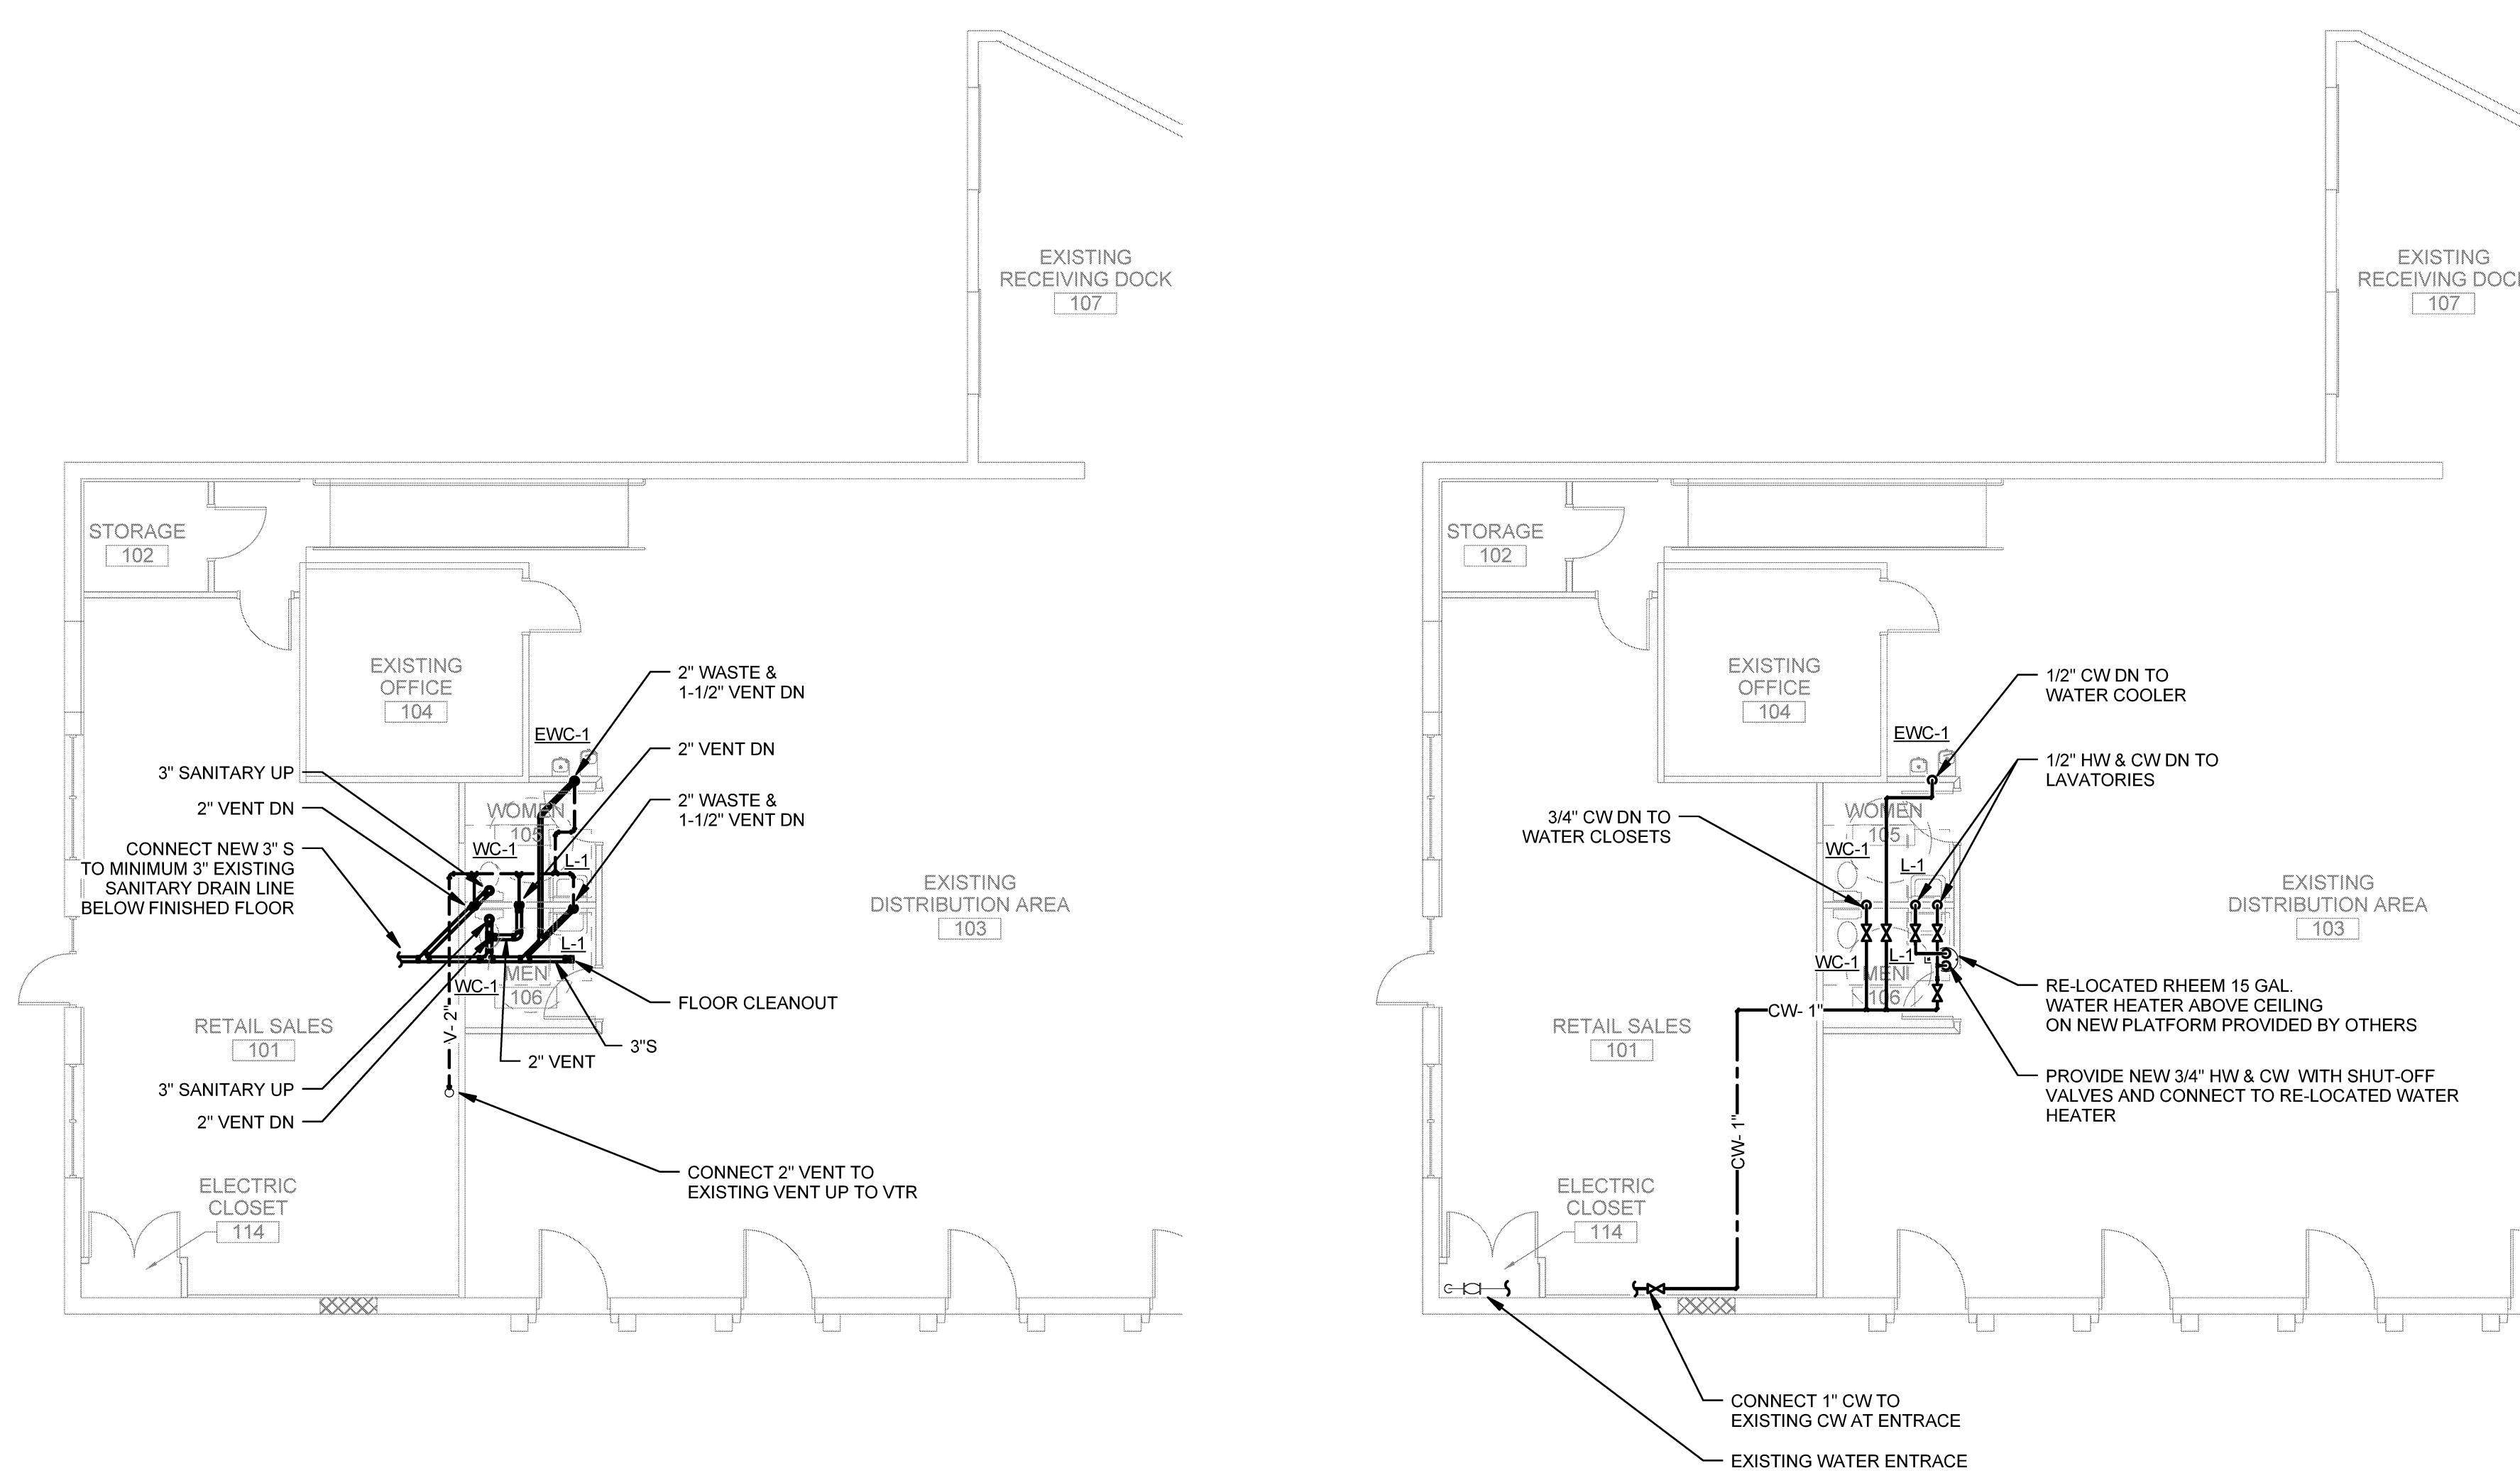 EXISTING
RECEIVING DOCK
107
STORAGE
102
EXISTING
OFFICE
104
2" WASTE &
1-1/2" VENT DN
EWC-1
2" VENT DN
3" SANITARY UP
2" VENT DN
WOMEN
105
2" WASTE &
1-1/2" VENT DN
CONNECT NEW 3" S
TO MINIMUM 3" EXISTING
SANITARY DRAIN LINE
BELOW FINISHED FLOOR
WC-1
L-1
EXISTING
DISTRIBUTION AREA
103
L-1
MEN
106
WC-1
FLOOR CLEANOUT
RETAIL SALES
101
V- 2"
3"S
2" VENT
3" SANITARY UP
2" VENT DN
CONNECT 2" VENT TO
EXISTING VENT UP TO VTR
ELECTRIC
CLOSET
114
EXISTING
RECEIVING DOC
107
STORAGE
102
EXISTING
OFFICE
104
1/2" CW DN TO
WATER COOLER
EWC-1
1/2" HW & CW DN TO
LAVATORIES
3/4" CW DN TO
WATER CLOSETS
WOMEN
105
WC-1
L-1
EXISTING
DISTRIBUTION AREA
103
WC-1
L-1
MEN
106
RE-LOCATED RHEEM 15 GAL.
WATER HEATER ABOVE CEILING
ON NEW PLATFORM PROVIDED BY OTHERS
CW- 1"
RETAIL SALES
101
PROVIDE NEW 3/4" HW & CW WITH SHUT-OFF
VALVES AND CONNECT TO RE-LOCATED WATER
HEATER
CW- 1"
ELECTRIC
CLOSET
114
CONNECT 1" CW TO
EXISTING CW AT ENTRACE
EXISTING WATER ENTRACE